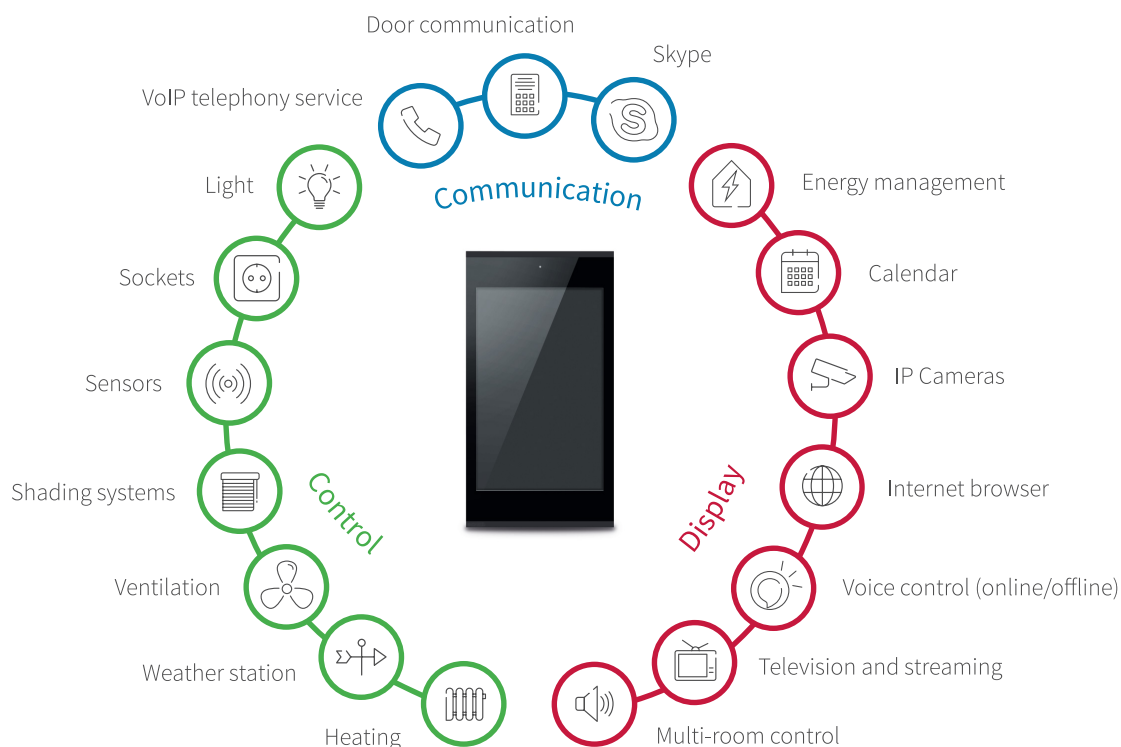 Door communication
Skype
VoIP telephony service
Communication
Light
Energy management
Sockets
Calendar
Sensors
IP Cameras
Shading systems
Control
Display
Internet browser
Ventilation
Voice control (online/offline)
Weather station
Television and streaming
Heating
Multi-room control